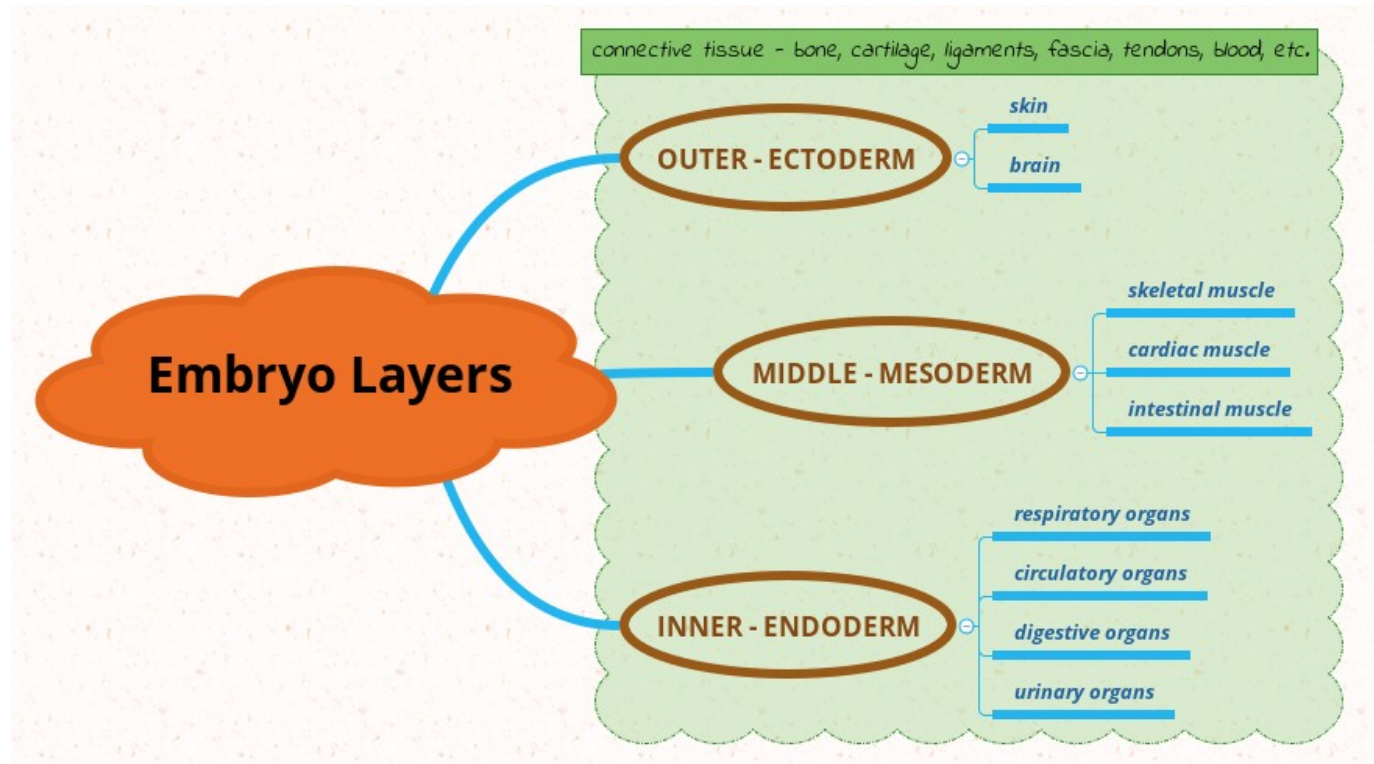 connective tissue - bone, cartilage, ligaments, fascia, tendons, blood, etc.
Embryo Layers
OUTER - ECTODERM
skin
brain
MIDDLE - MESODERM
skeletal muscle
cardiac muscle
intestinal muscle
INNER - ENDODERM
respiratory organs
circulatory organs
digestive organs
urinary organs